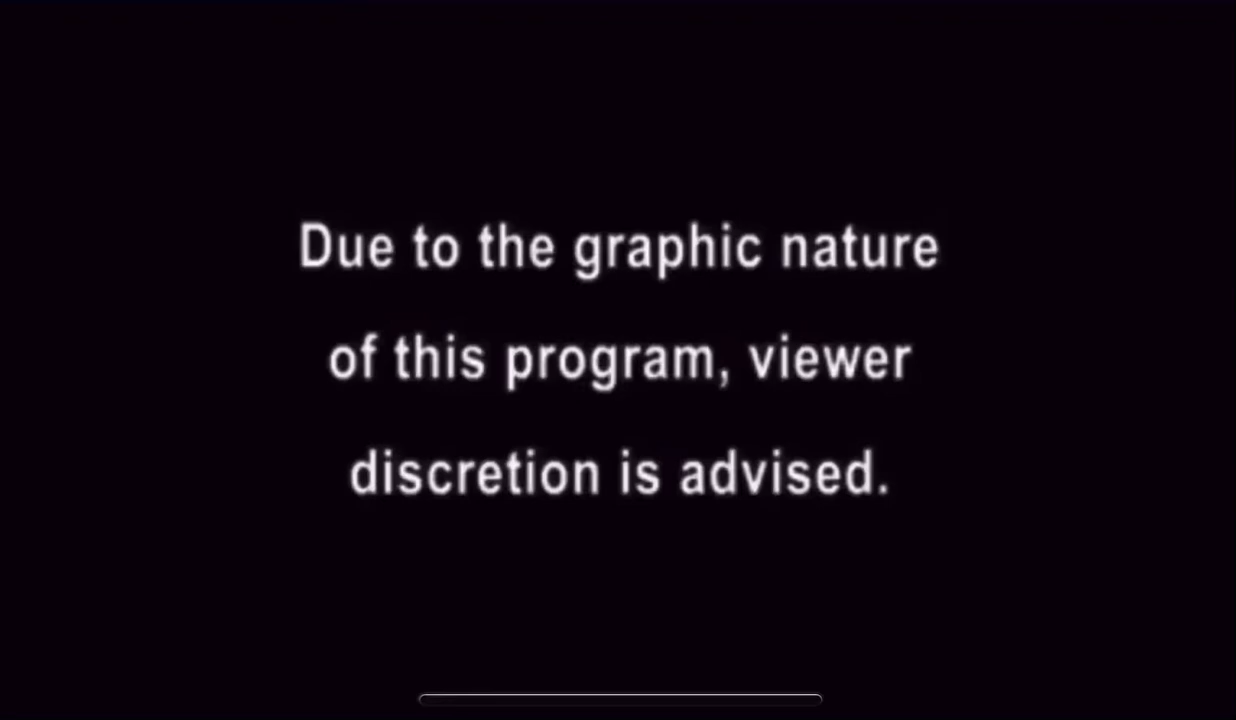 Due to the graphic nature
of this program, viewer
discretion is advised.